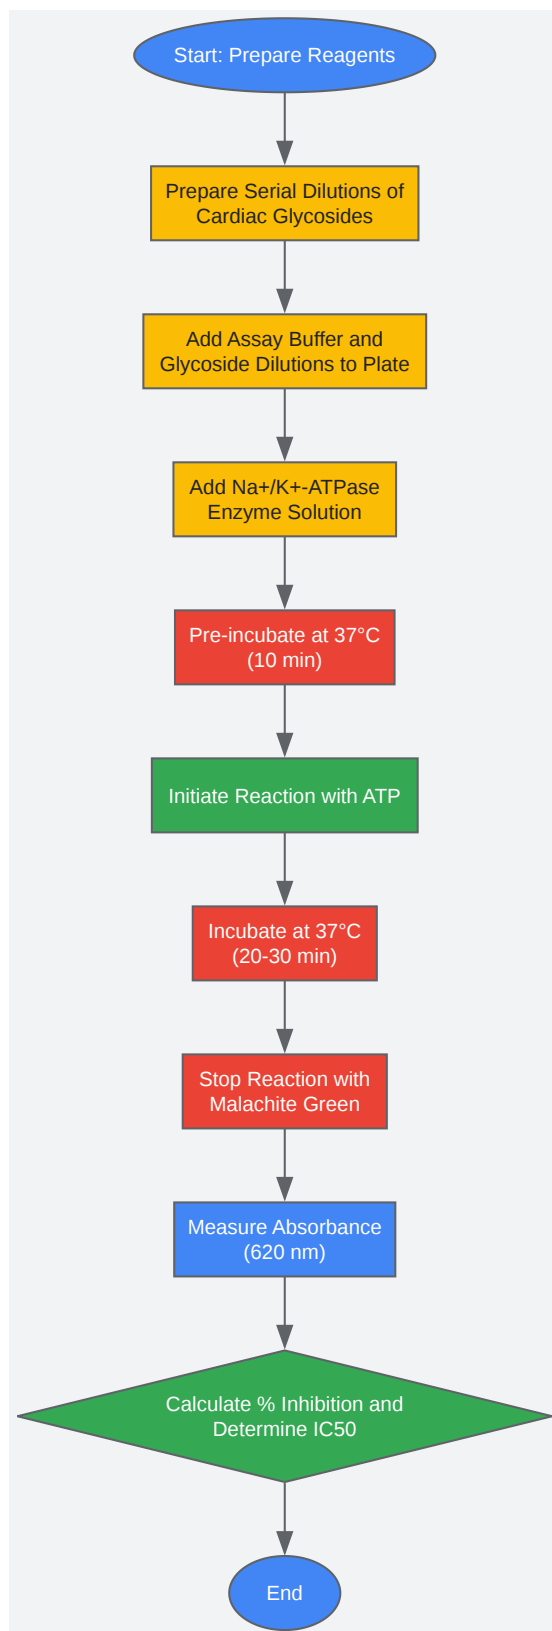 Start: Prepare Reagents
Prepare Serial Dilutions of
Cardiac Glycosides
Add Assay Buffer and
Glycoside Dilutions to Plate
Add Na+/K+-ATPase
Enzyme Solution
Pre-incubate at 37°C
(10 min)
Initiate Reaction with ATP
Incubate at 37°C
(20-30 min)
Stop Reaction with
Malachite Green
Measure Absorbance
(620 nm)
Calculate % Inhibition and
Determine IC50
End